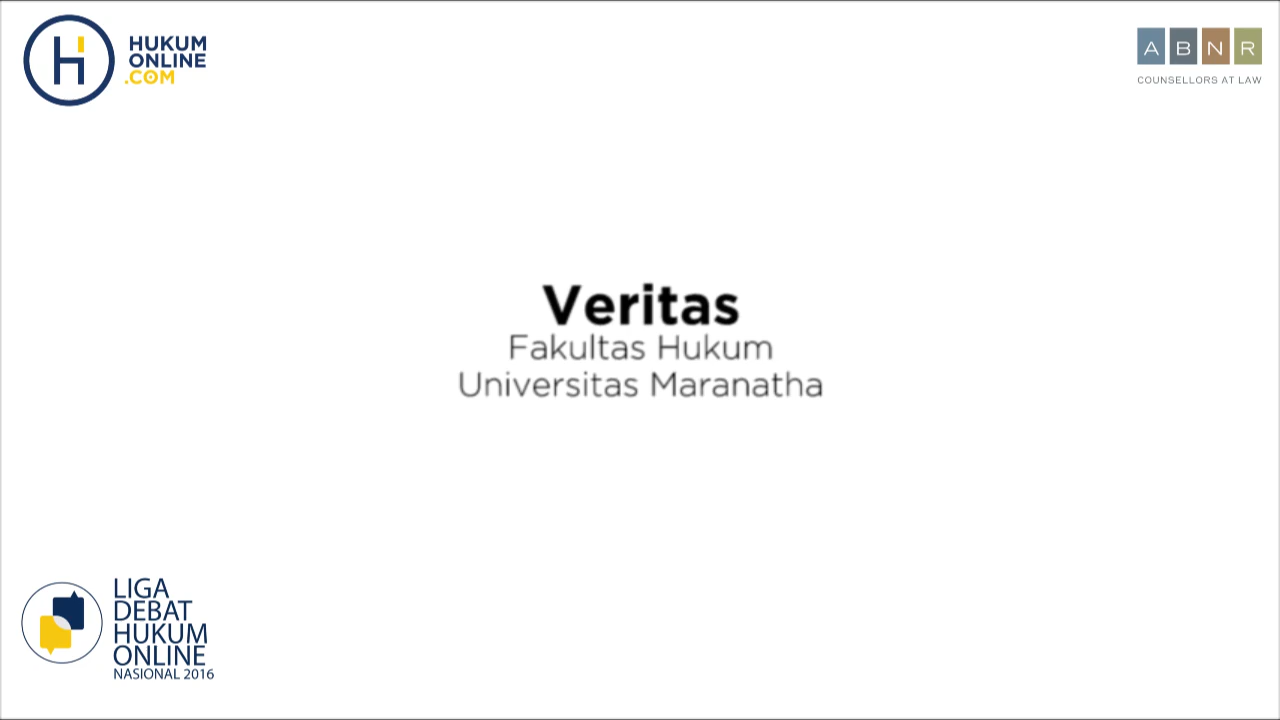 HUKUM
ONLINE
.COM
A B N R
COUNSELLORS AT LAW
Veritas
Fakultas Hukum
Universitas Maranatha
LIGA
DEBAT
HUKUM
ONLINE
NASIONAL 2016